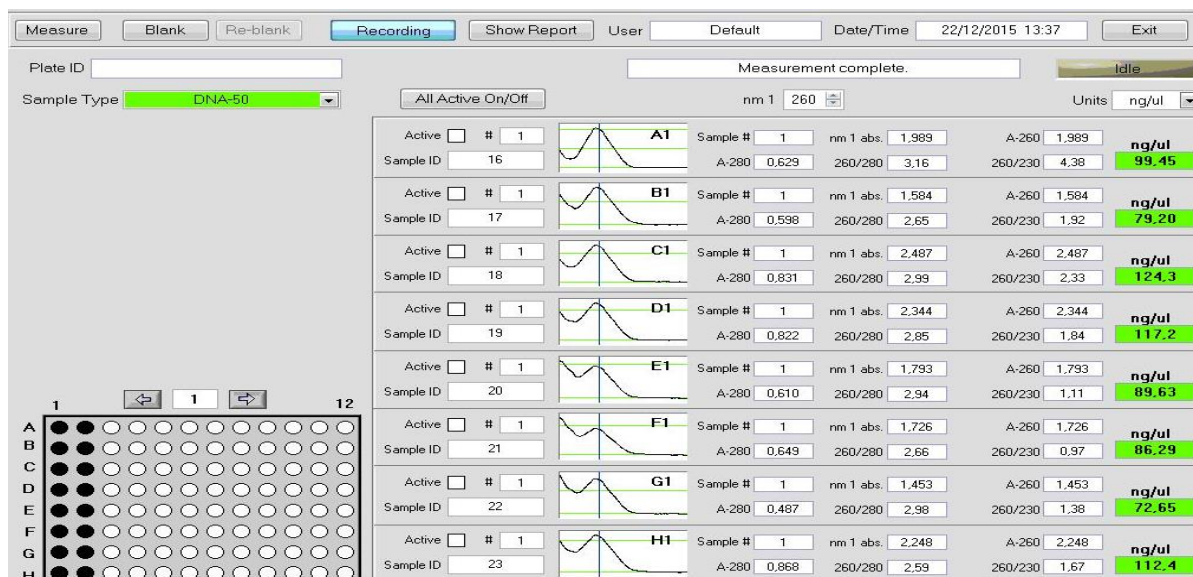 Measure Blank Re-blank Recording Show Report User Default Date/Time 22/12/2015 13:37 Exit
Plate ID Measurement complete. Idle
Sample Type DNA-50 All Active On/Off nm 1 260 Units ng/ul
Active # 1 A1 Sample # 1 nm 1 abs. 1,989 A-260 1,989 ng/ul
Sample ID 16 A-280 0,629 260/280 3,16 260/230 4,38 99,45
Active # 1 B1 Sample # 1 nm 1 abs. 1,584 A-260 1,584 ng/ul
Sample ID 17 A-280 0,598 260/280 2,65 260/230 1,92 79,20
Active # 1 C1 Sample # 1 nm 1 abs. 2,487 A-260 2,487 ng/ul
Sample ID 18 A-280 0,831 260/280 2,99 260/230 2,33 124,3
Active # 1 D1 Sample # 1 nm 1 abs. 2,344 A-260 2,344 ng/ul
Sample ID 19 A-280 0,822 260/280 2,85 260/230 1,84 117,2
Active # 1 E1 Sample # 1 nm 1 abs. 1,793 A-260 1,793 ng/ul
Sample ID 20 A-280 0,610 260/280 2,94 260/230 1,11 89,63
Active # 1 F1 Sample # 1 nm 1 abs. 1,726 A-260 1,726 ng/ul
Sample ID 21 A-280 0,649 260/280 2,66 260/230 0,97 86,29
Active # 1 G1 Sample # 1 nm 1 abs. 1,453 A-260 1,453 ng/ul
Sample ID 22 A-280 0,487 260/280 2,98 260/230 1,38 72,65
Active # 1 H1 Sample # 1 nm 1 abs. 2,248 A-260 2,248 ng/ul
Sample ID 23 A-280 0,868 260/280 2,59 260/230 1,67 112,4
1 1 12
A
B
C
D
E
F
G
H